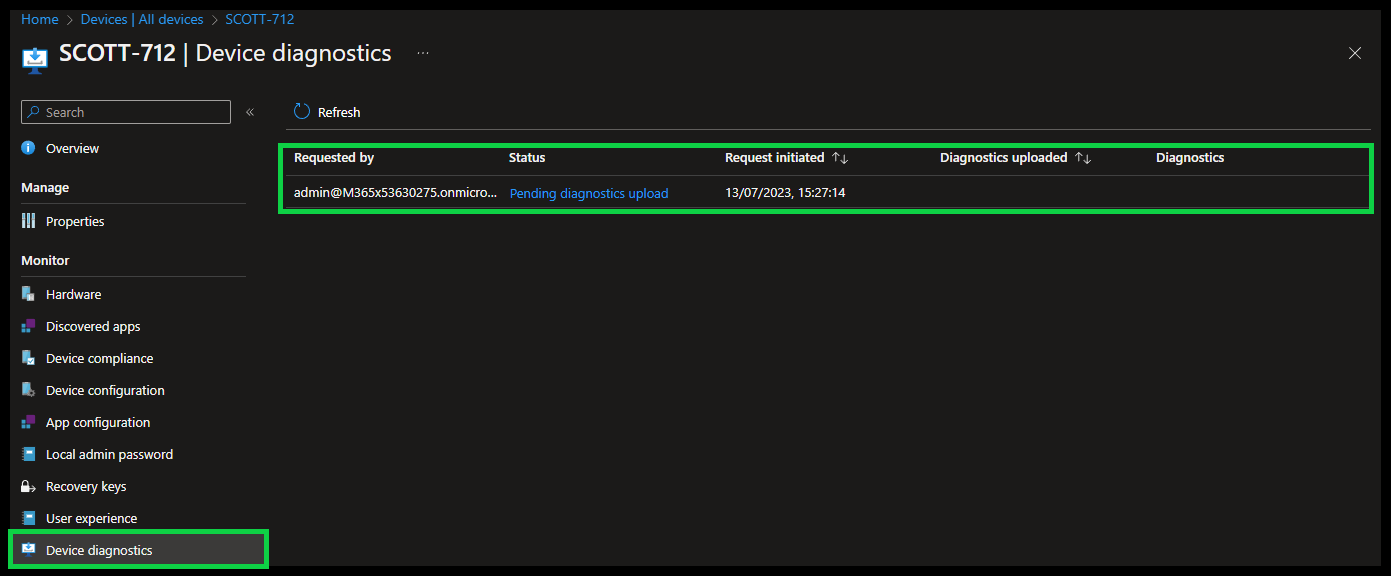 Home > Devices | All devices > SCOTT-712
SCOTT-712 | Device diagnostics ...
Search «
Refresh
Overview
Manage
Properties
Monitor
Hardware
Discovered apps
Device compliance
Device configuration
App configuration
Local admin password
Recovery keys
User experience
Device diagnostics
Requested by Status Request initiated ↑↓ Diagnostics uploaded ↑↓ Diagnostics
admin@M365x53630275.onmicro... Pending diagnostics upload 13/07/2023, 15:27:14